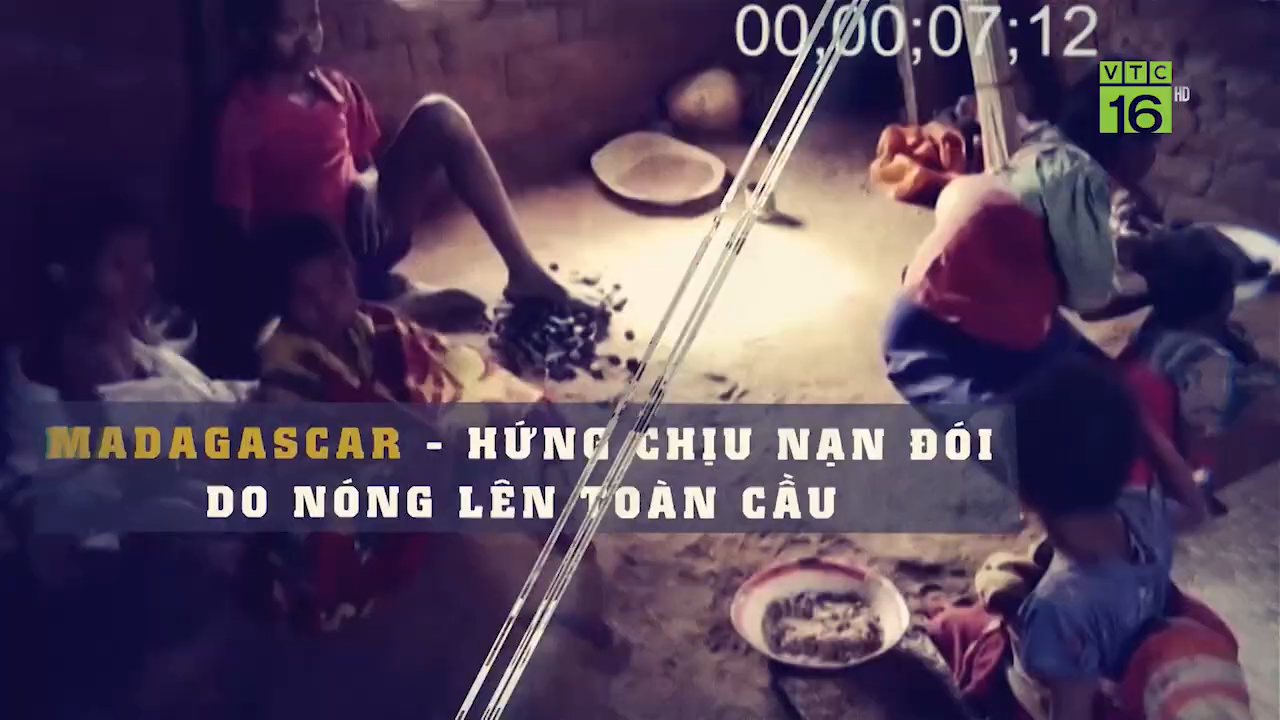 00;00;07;12
VTC
16 HD
MADAGASCAR - HỨNG CHỊU NẠN ĐÓI
DO NÓNG LÊN TOÀN CẦU